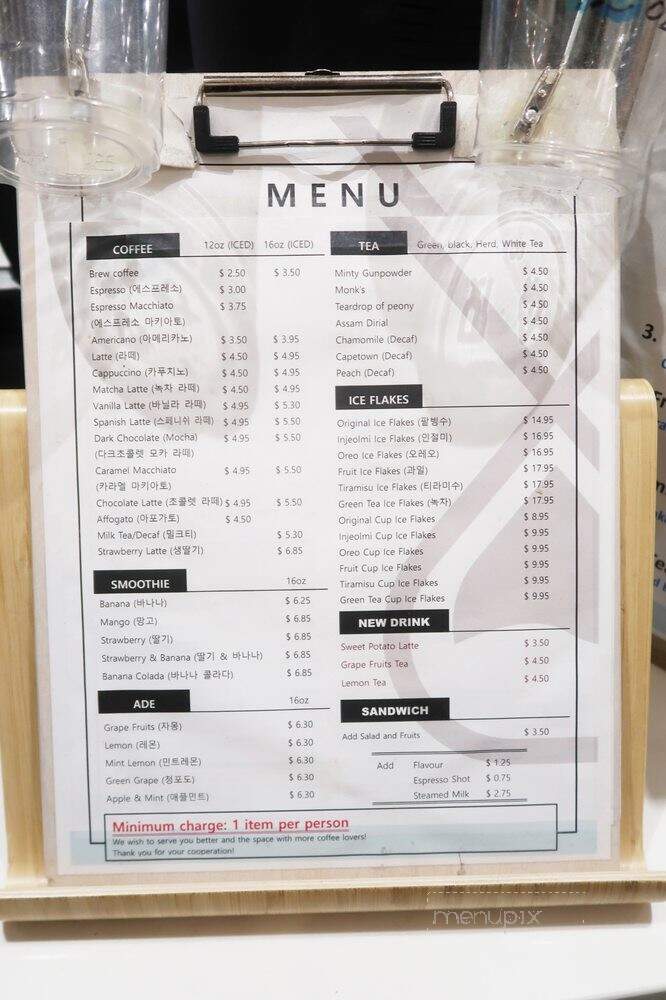 MENU
COFFEE 12oz (ICED) 16oz (ICED)
Brew coffee $ 2.50 $ 3.50
Espresso (에스프레소) $ 3.00
Espresso Macchiato $ 3.75
(에스프레소 마키아토)
Americano (아메리카노) $ 3.50 $ 3.95
Latte (라떼) $ 4.50 $ 4.95
Cappuccino (카푸치노) $ 4.50 $ 4.95
Matcha Latte (녹차 라떼) $ 4.50 $ 4.95
Vanilla Latte (바닐라 라떼) $ 4.95 $ 5.30
Spanish Latte (스페니쉬 라떼) $ 4.95 $ 5.50
Dark Chocolate (Mocha) $ 4.95 $ 5.50
(다크초콜렛 모카 라떼)
Caramel Macchiato $ 4.95 $ 5.50
(카라멜 마키아토)
Chocolate Latte (초콜렛 라떼) $ 4.95 $ 5.50
Affogato (아포가토) $ 4.50
Milk Tea/Decaf (밀크티) $ 5.30
Strawberry Latte (생딸기) $ 6.85
SMOOTHIE 16oz
Banana (바나나) $ 6.25
Mango (망고) $ 6.85
Strawberry (딸기) $ 6.85
Strawberry & Banana (딸기 & 바나나) $ 6.85
Banana Colada (바나나 콜라다) $ 6.85
ADE 16oz
Grape Fruits (자몽) $ 6.30
Lemon (레몬) $ 6.30
Mint Lemon (민트레몬) $ 6.30
Green Grape (청포도) $ 6.30
Apple & Mint (애플민트) $ 6.30
TEA Green, black, Herd, White Tea
Minty Gunpowder $ 4.50
Monk's $ 4.50
Teardrop of peony $ 4.50
Assam Dirial $ 4.50
Chamomile (Decaf) $ 4.50
Capetown (Decaf) $ 4.50
Peach (Decaf) $ 4.50
ICE FLAKES
Original Ice Flakes (팥빙수) $ 14.95
Injeolmi Ice Flakes (인절미) $ 16.95
Oreo Ice Flakes (오레오) $ 16.95
Fruit Ice Flakes (과일) $ 17.95
Tiramisu Ice Flakes (티라미수) $ 17.95
Green Tea Ice Flakes (녹차) $ 17.95
Original Cup Ice Flakes $ 8.95
Injeolmi Cup Ice Flakes $ 9.95
Oreo Cup Ice Flakes $ 9.95
Fruit Cup Ice Flakes $ 9.95
Tiramisu Cup Ice Flakes $ 9.95
Green Tea Cup Ice Flakes $ 9.95
NEW DRINK
Sweet Potato Latte $ 3.50
Grape Fruits Tea $ 4.50
Lemon Tea $ 4.50
SANDWICH
Add Salad and Fruits $ 3.50
Add Flavour $ 1.25
Espresso Shot $ 0.75
Steamed Milk $ 2.75
Minimum charge: 1 item per person
We wish to serve you better and the space with more coffee lovers!
Thank you for your cooperation!
3.
menupix